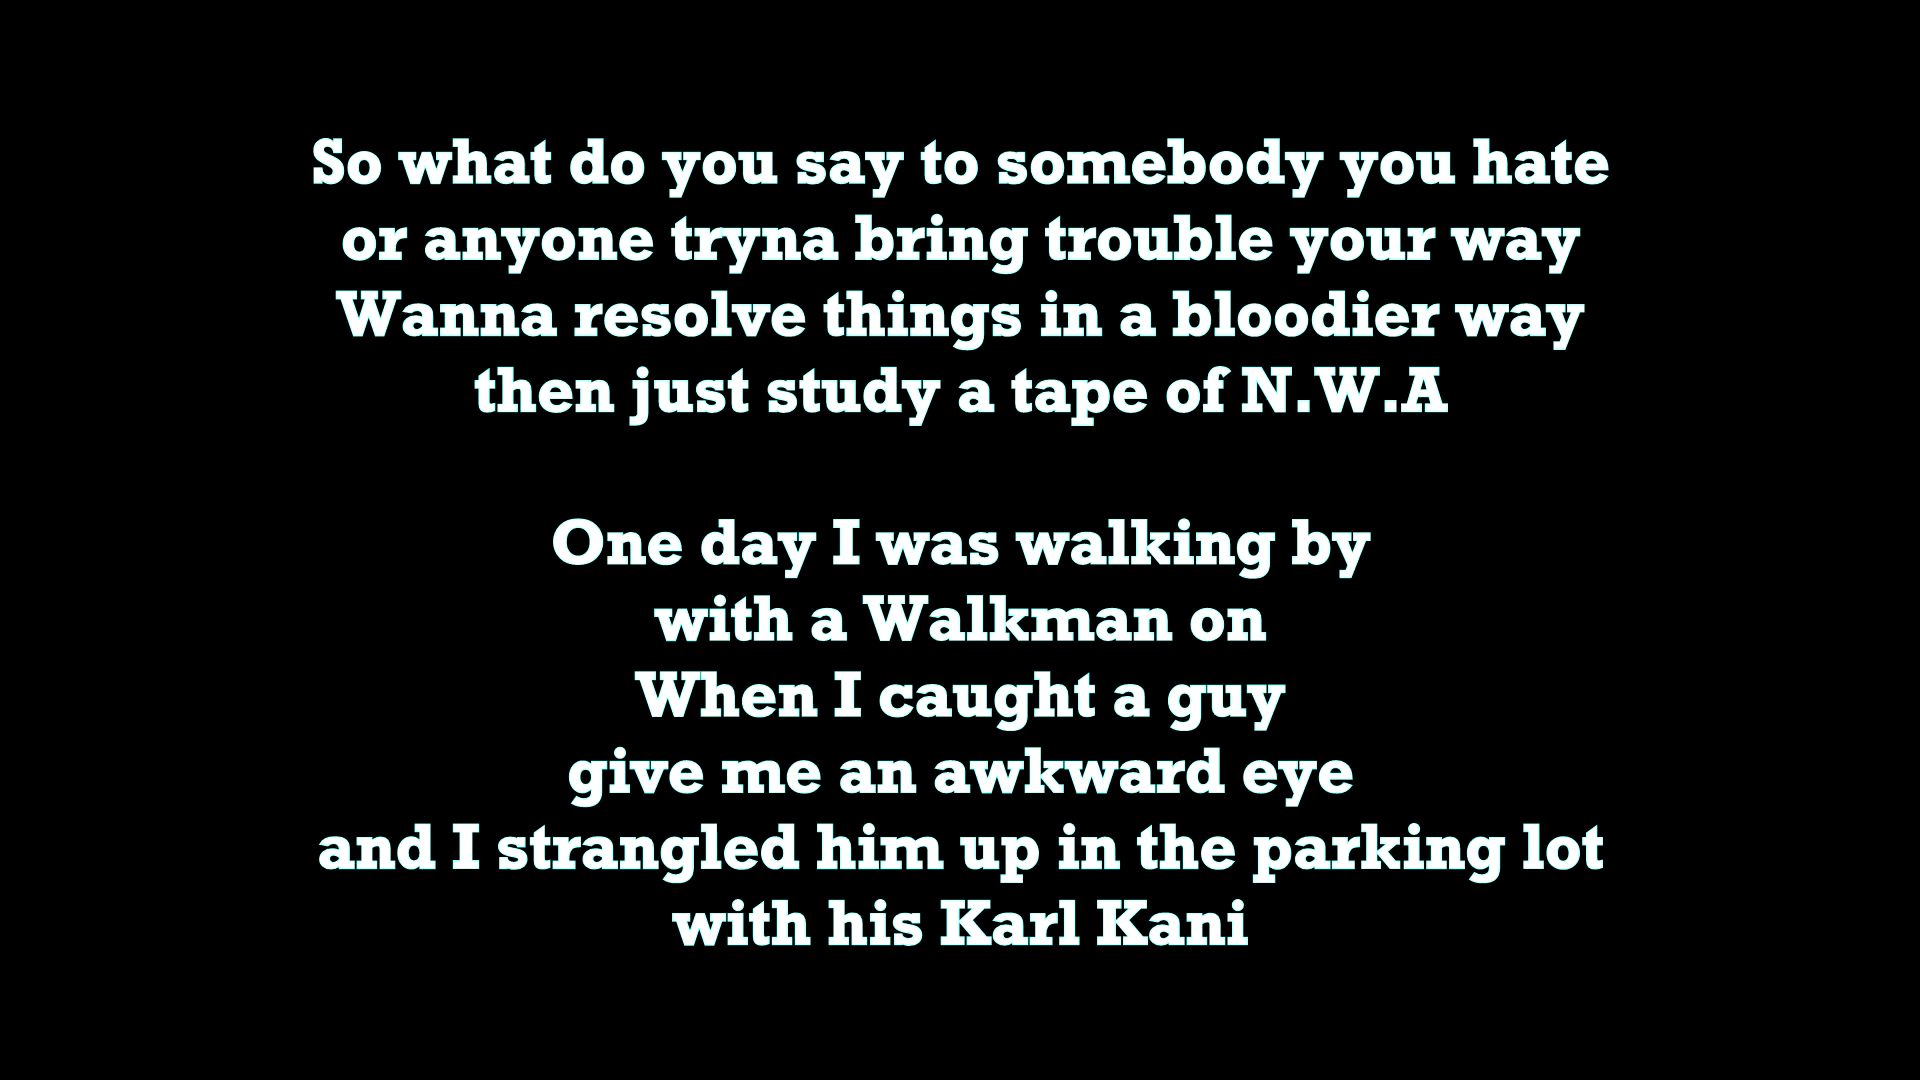 So what do you say to somebody you hate
or anyone tryna bring trouble your way
Wanna resolve things in a bloodier way
then just study a tape of N.W.A
One day I was walking by
with a Walkman on
When I caught a guy
give me an awkward eye
and I strangled him up in the parking lot
with his Karl Kani